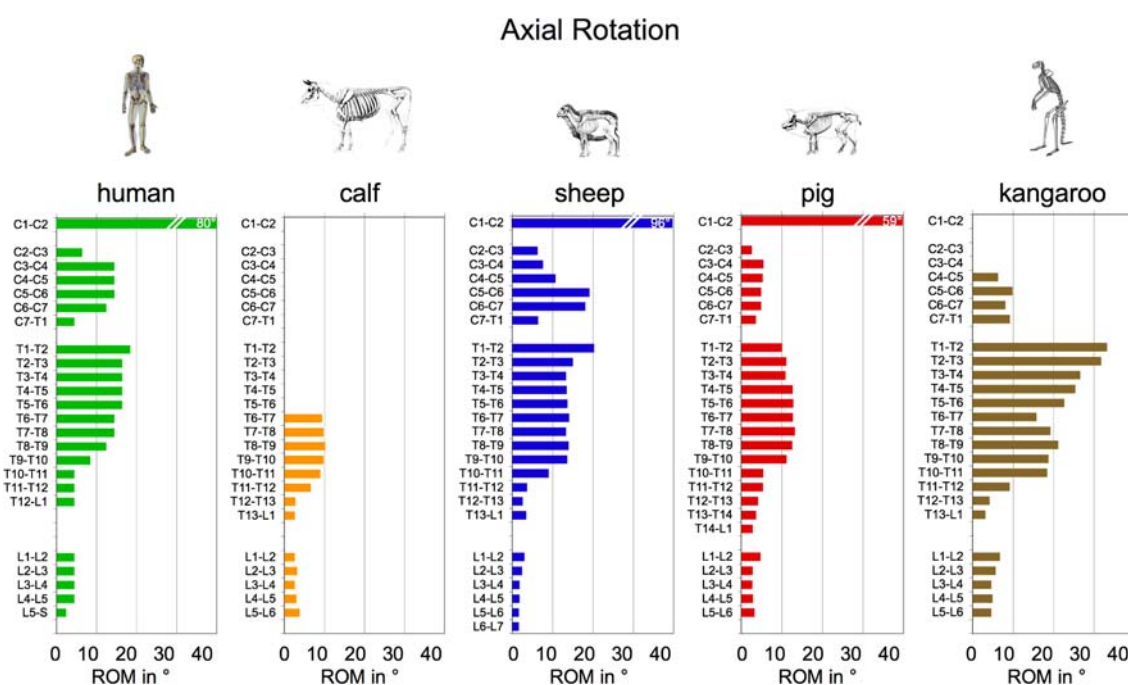 Axial Rotation
human
C1-C2
80°
C2-C3
C3-C4
C4-C5
C5-C6
C6-C7
C7-T1
T1-T2
T2-T3
T3-T4
T4-T5
T5-T6
T6-T7
T7-T8
T8-T9
T9-T10
T10-T11
T11-T12
T12-L1
L1-L2
L2-L3
L3-L4
L4-L5
L5-S
0 10 20 30 40
ROM in °
calf
C1-C2
C2-C3
C3-C4
C4-C5
C5-C6
C6-C7
C7-T1
T1-T2
T2-T3
T3-T4
T4-T5
T5-T6
T6-T7
T7-T8
T8-T9
T9-T10
T10-T11
T11-T12
T12-T13
T13-L1
L1-L2
L2-L3
L3-L4
L4-L5
L5-L6
0 10 20 30 40
ROM in °
sheep
C1-C2
96°
C2-C3
C3-C4
C4-C5
C5-C6
C6-C7
C7-T1
T1-T2
T2-T3
T3-T4
T4-T5
T5-T6
T6-T7
T7-T8
T8-T9
T9-T10
T10-T11
T11-T12
T12-T13
T13-L1
L1-L2
L2-L3
L3-L4
L4-L5
L5-L6
L6-L7
0 10 20 30 40
ROM in °
pig
C1-C2
59°
C2-C3
C3-C4
C4-C5
C5-C6
C6-C7
C7-T1
T1-T2
T2-T3
T3-T4
T4-T5
T5-T6
T6-T7
T7-T8
T8-T9
T9-T10
T10-T11
T11-T12
T12-T13
T13-T14
T14-L1
L1-L2
L2-L3
L3-L4
L4-L5
L5-L6
0 10 20 30 40
ROM in °
kangaroo
C1-C2
C2-C3
C3-C4
C4-C5
C5-C6
C6-C7
C7-T1
T1-T2
T2-T3
T3-T4
T4-T5
T5-T6
T6-T7
T7-T8
T8-T9
T9-T10
T10-T11
T11-T12
T12-T13
T13-L1
L1-L2
L2-L3
L3-L4
L4-L5
L5-L6
0 10 20 30 40
ROM in °